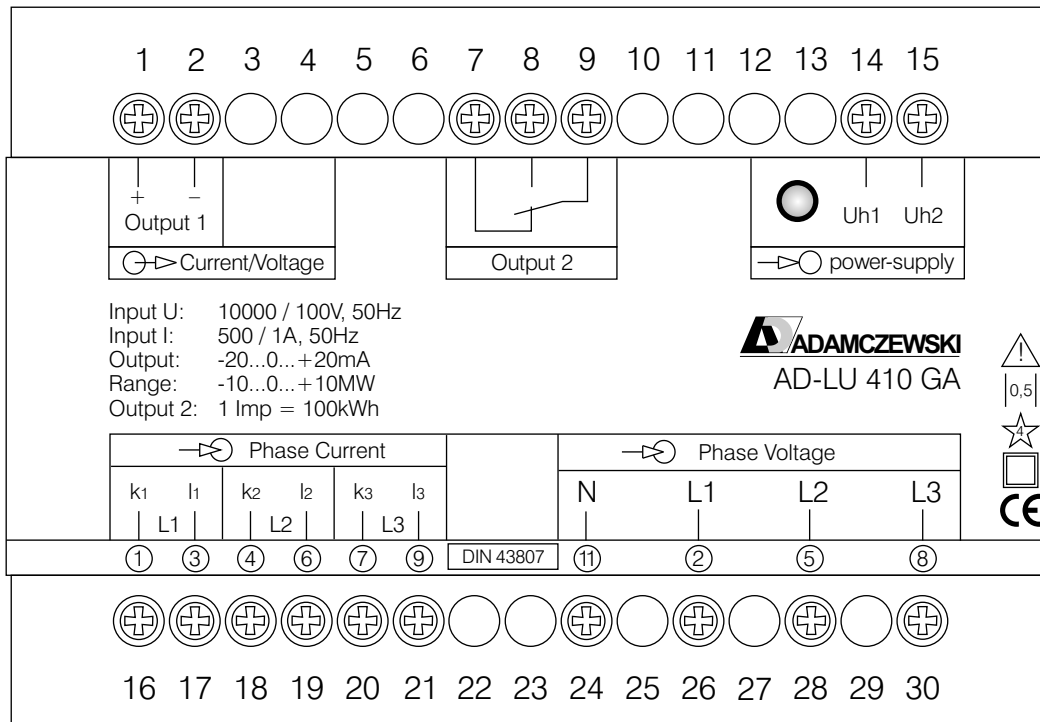 1 2 3 4 5 6 7 8 9 10 11 12 13 14 15
+ −
Output 1
Uh1 Uh2
Current/Voltage
Output 2
power-supply
Input U: 10000 / 100V, 50Hz
Input I: 500 / 1A, 50Hz
Output: -20...0...+20mA
Range: -10...0...+10MW
Output 2: 1 Imp = 100kWh
ADAMCZEWSKI
AD-LU 410 GA
!
0,5
4
CE
Phase Current
Phase Voltage
k1 l1 k2 l2 k3 l3
L1 L2 L3
N L1 L2 L3
1 3 4 6 7 9 DIN 43807 11 2 5 8
16 17 18 19 20 21 22 23 24 25 26 27 28 29 30